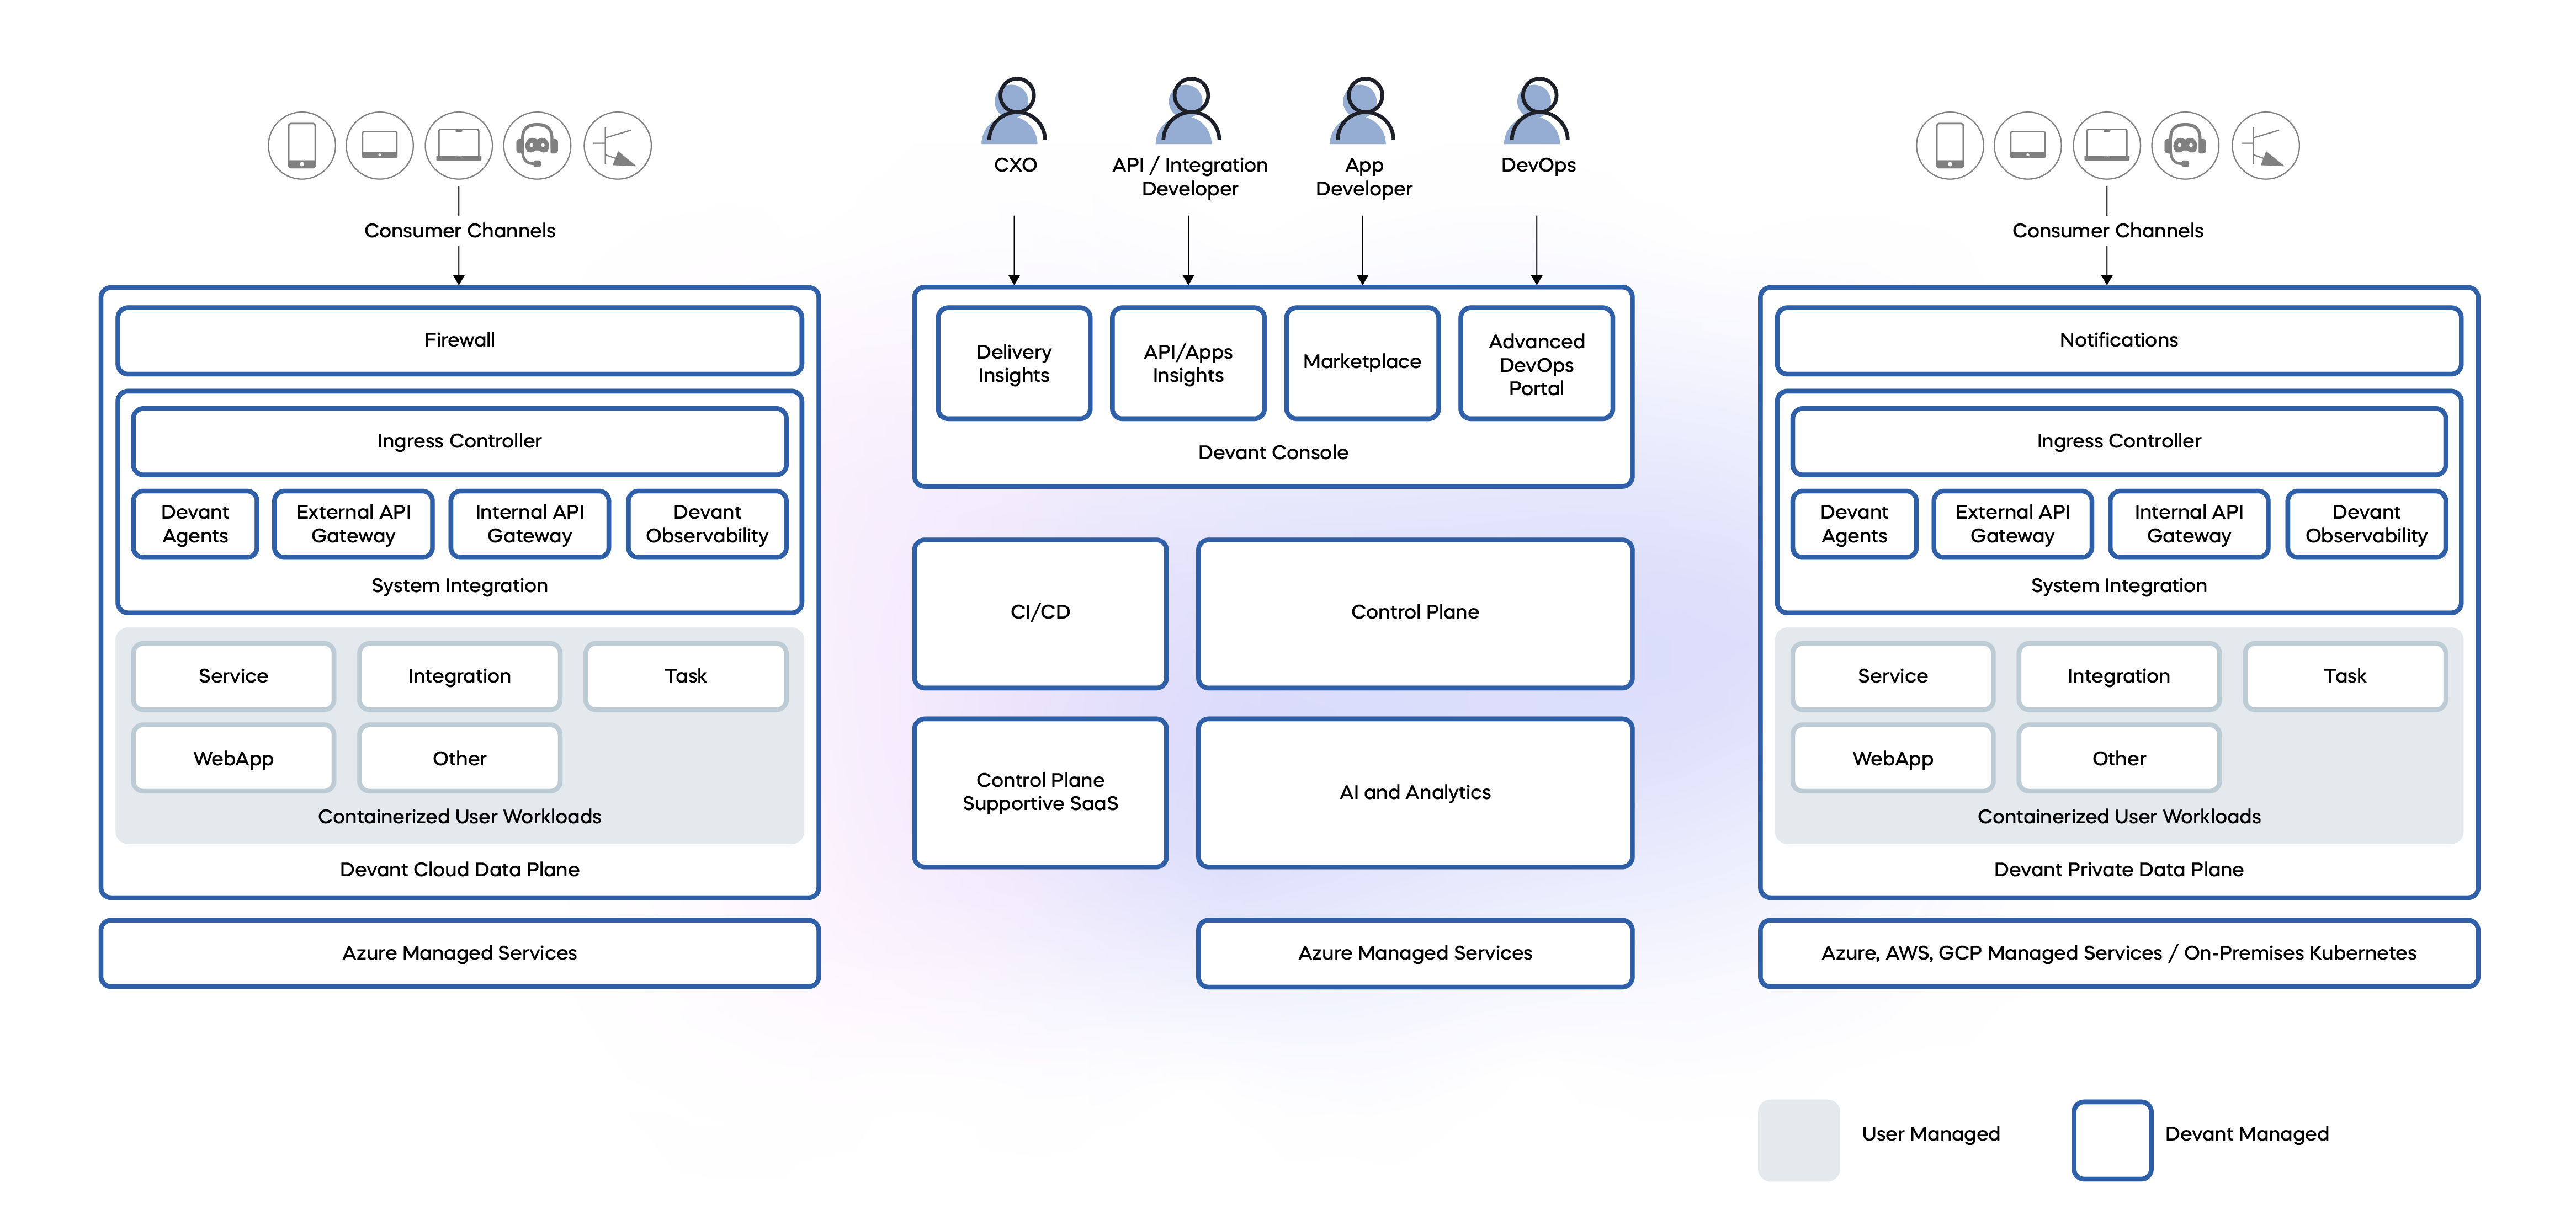 CXO
API / Integration
Developer
App
Developer
DevOps
Consumer Channels
Firewall
Ingress Controller
Devant
Agents
External API
Gateway
Internal API
Gateway
Devant
Observability
System Integration
Service
Integration
Task
WebApp
Other
Containerized User Workloads
Devant Cloud Data Plane
Azure Managed Services
Delivery
Insights
API/Apps
Insights
Marketplace
Advanced
DevOps
Portal
Devant Console
CI/CD
Control Plane
Control Plane
Supportive SaaS
AI and Analytics
Azure Managed Services
Consumer Channels
Notifications
Ingress Controller
Devant
Agents
External API
Gateway
Internal API
Gateway
Devant
Observability
System Integration
Service
Integration
Task
WebApp
Other
Containerized User Workloads
Devant Private Data Plane
Azure, AWS, GCP Managed Services / On-Premises Kubernetes
User Managed
Devant Managed